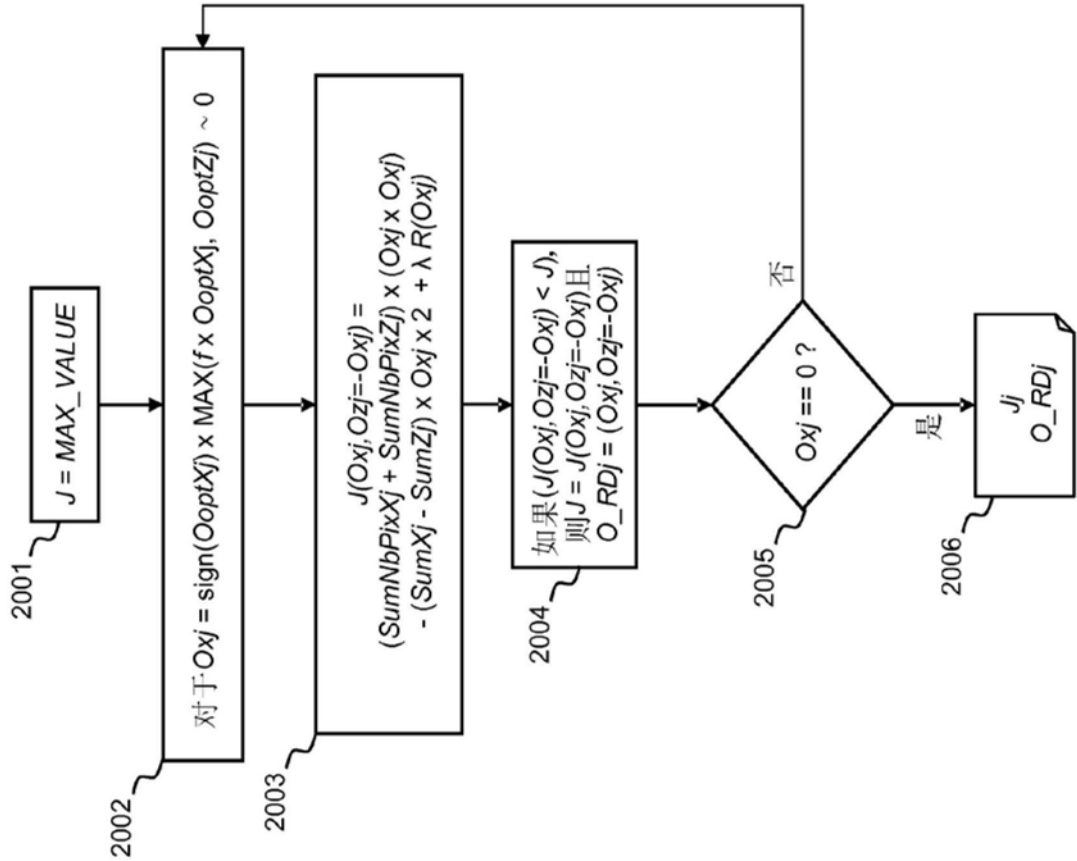 2001
J = MAX_VALUE
2002
对于Oxj = sign(OoptXj) x MAX(f x OoptXj, OoptZj) ~ 0
2003
J(Oxj,Ozj=-Oxj) =
(SumNbPixXj + SumNbPixZj) x (Oxj x Oxj)
- (SumXj - SumZj) x Oxj x 2 + λ R(Oxj)
2004
如果(J(Oxj,Ozj=-Oxj) < J),
则J = J(Oxj,Ozj=-Oxj)且
O_RDj = (Oxj,Ozj=-Oxj)
2005
Oxj == 0 ?
否
是
2006
Jj
O_RDj